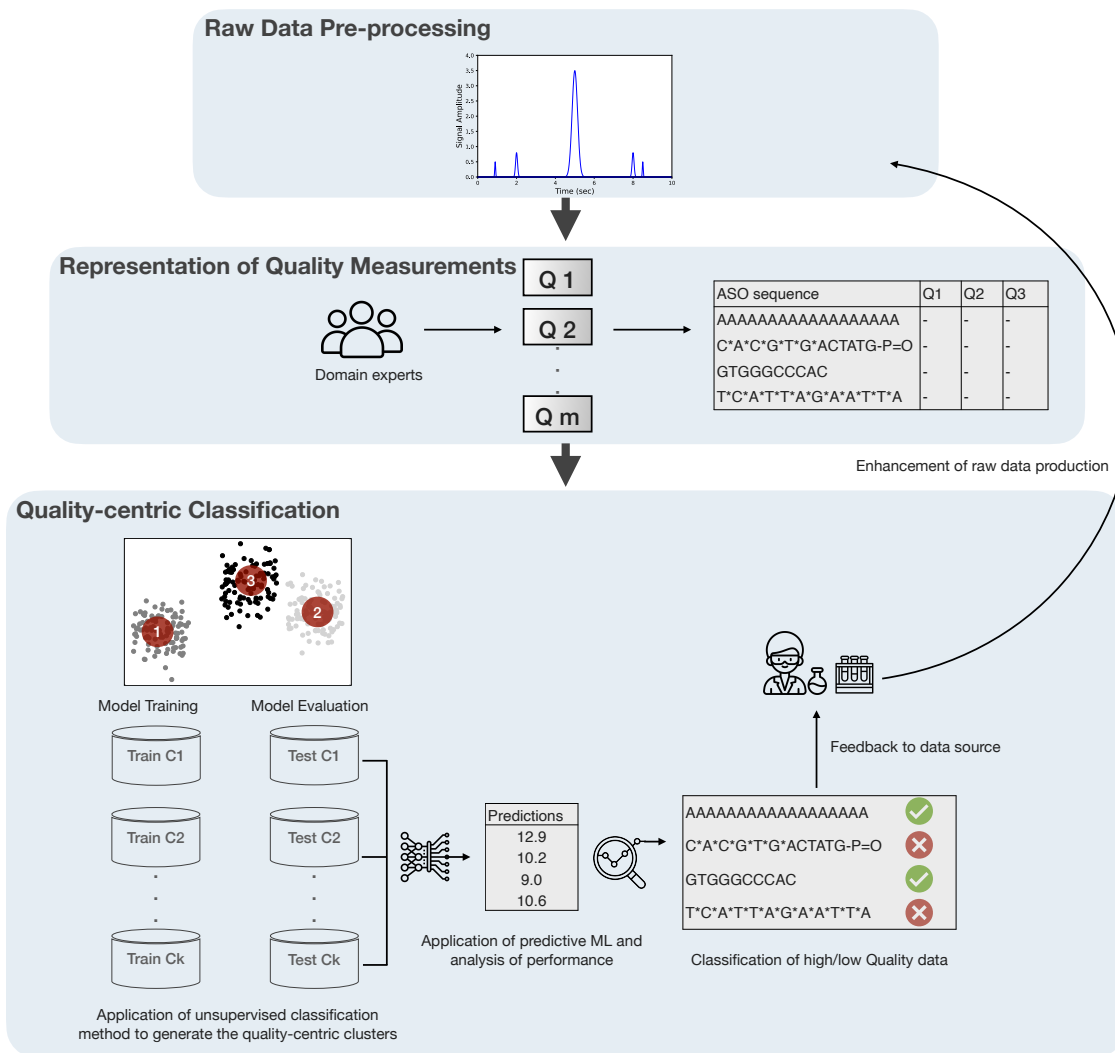 Raw Data Pre-processing
4.0
3.5
3.0
2.5
2.0
1.5
1.0
0.5
0.0
Signal Amplitude
0 2 4 6 8 10
Time (sec)
Representation of Quality Measurements
Q 1
Q 2
.
.
.
Q m
Domain experts
ASO sequence Q1 Q2 Q3
AAAAAAAAAAAAAAAAAA - - -
C*A*C*G*T*G*ACTATG-P=O - - -
GTGGGCCCAC - - -
T*C*A*T*T*A*G*A*A*T*T*A - - -
Enhancement of raw data production
Quality-centric Classification
3
2
1
Model Training Model Evaluation
Train C1 Test C1
Train C2 Test C2
. .
. .
. .
Train Ck Test Ck
Application of unsupervised classification
method to generate the quality-centric clusters
Predictions
12.9
10.2
9.0
10.6
Application of predictive ML and
analysis of performance
Feedback to data source
AAAAAAAAAAAAAAAAAA
C*A*C*G*T*G*ACTATG-P=O
GTGGGCCCAC
T*C*A*T*T*A*G*A*A*T*T*A
Classification of high/low Quality data